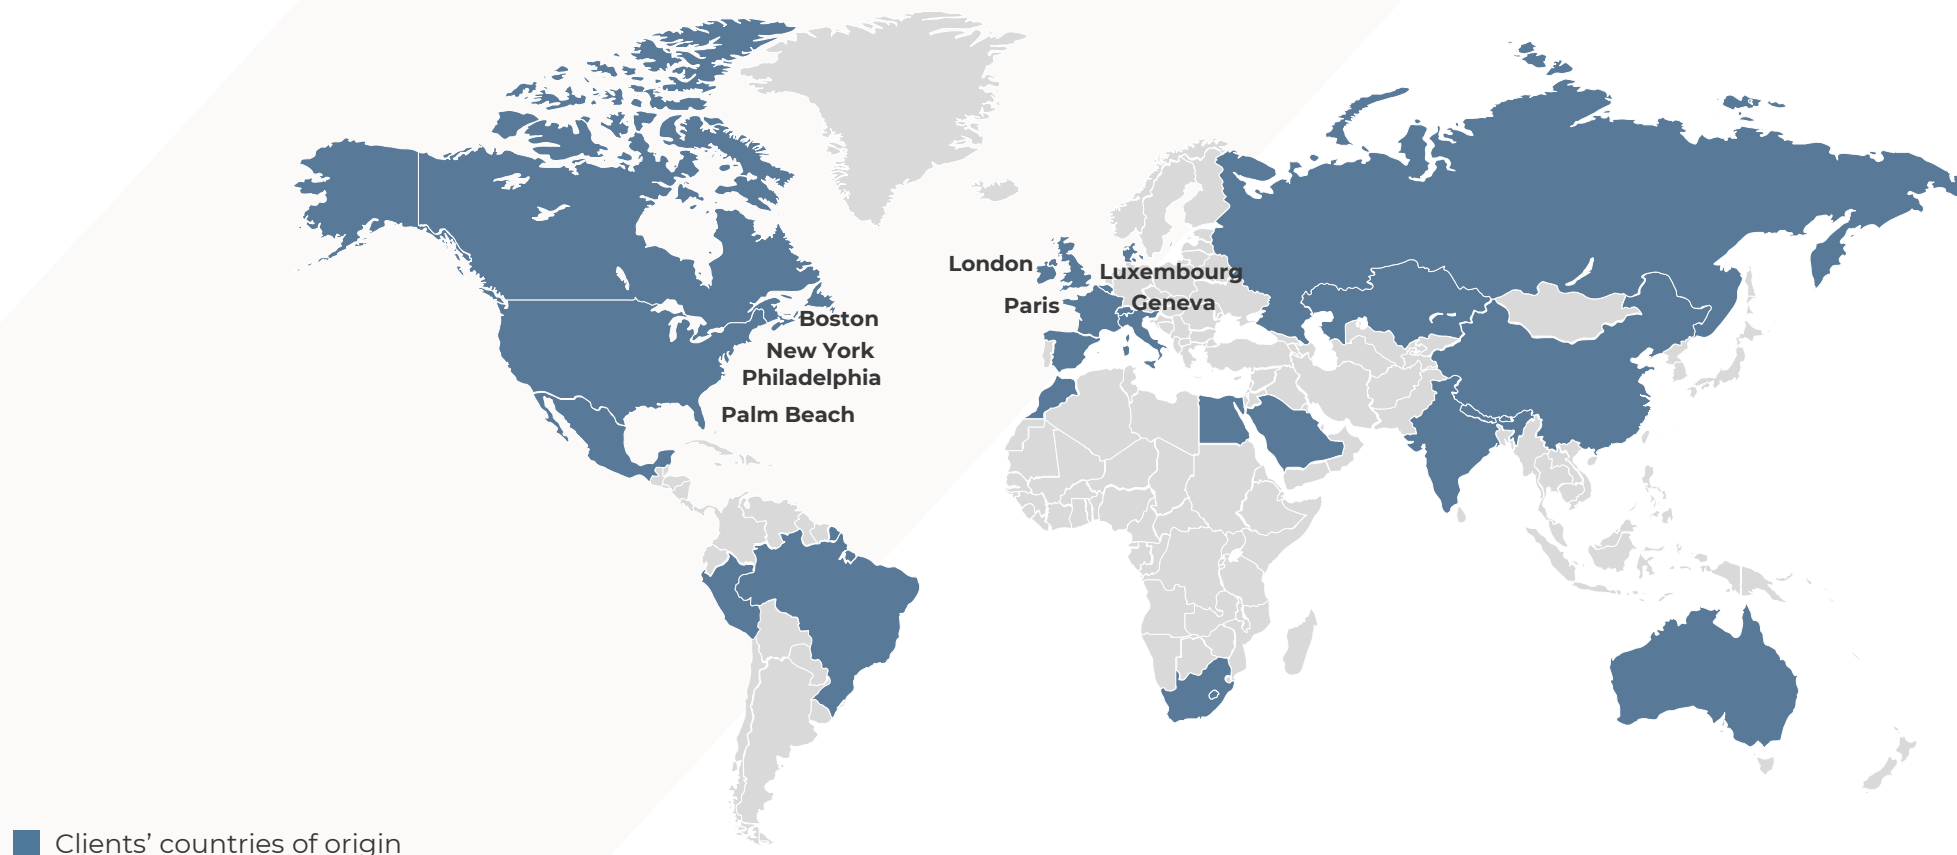 London
Luxembourg
Paris
Geneva
Boston
New York
Philadelphia
Palm Beach
Clients’ countries of origin